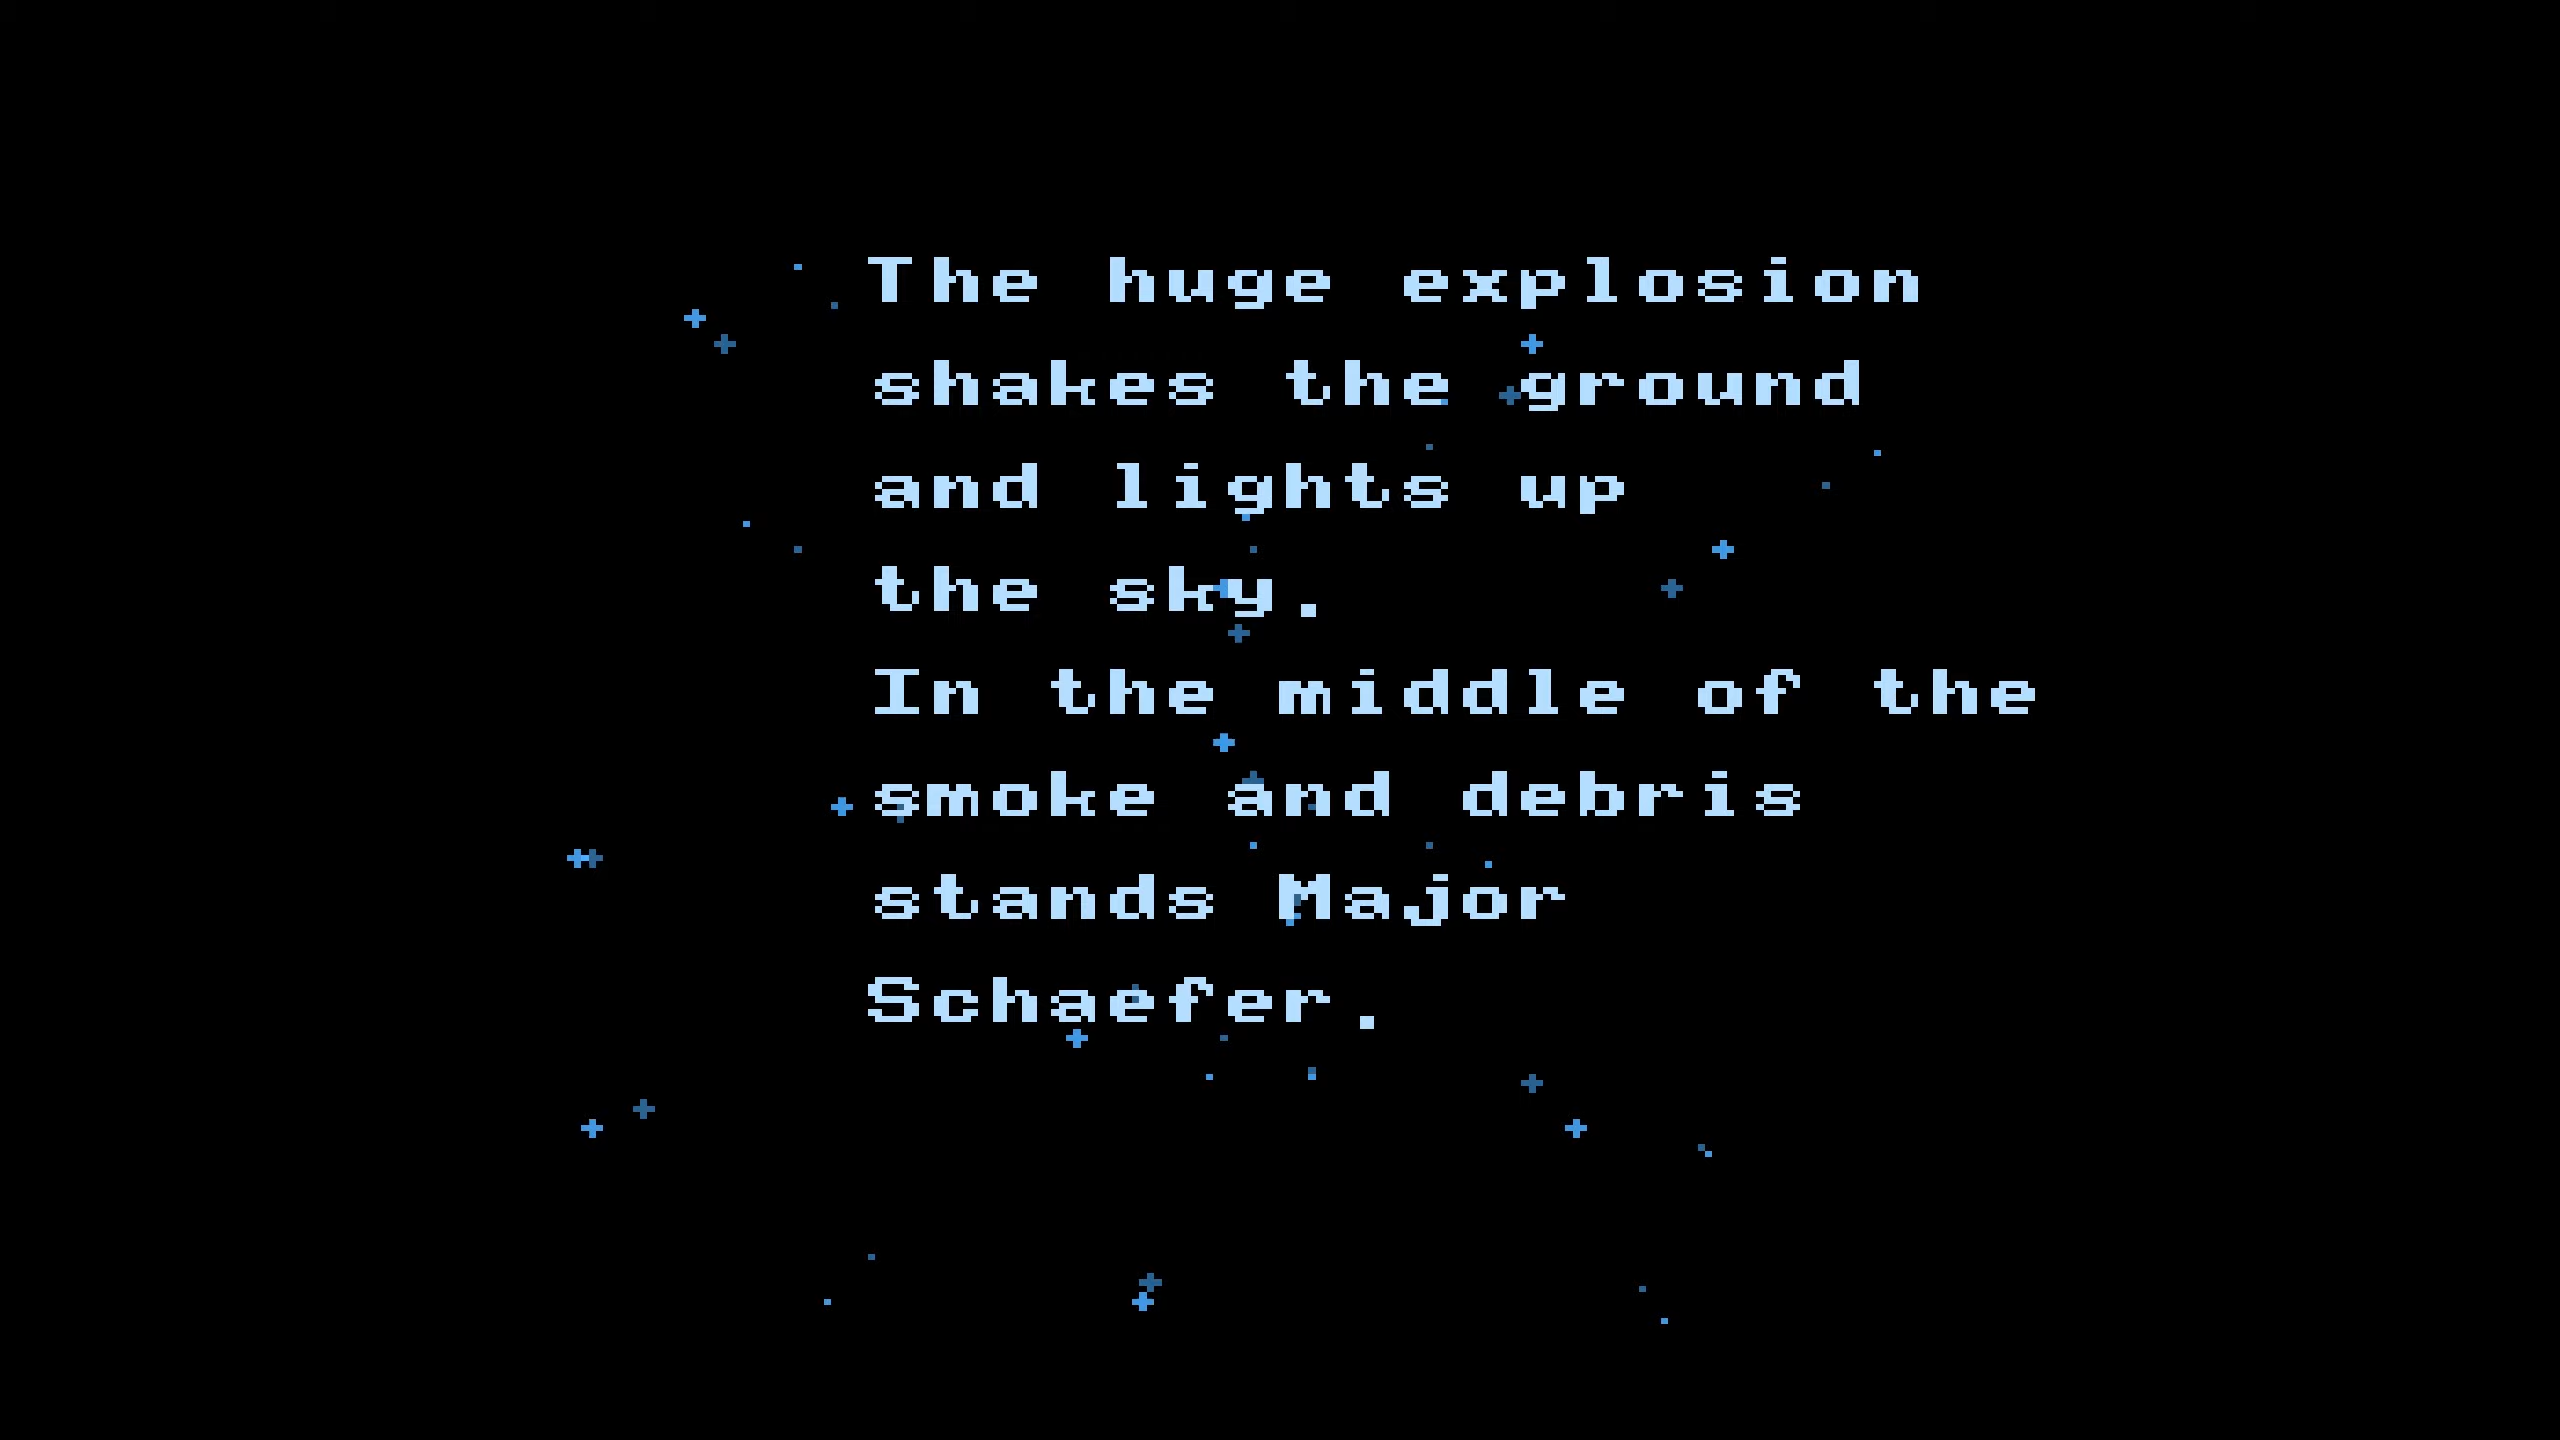 The huge explosion
shakes the ground
and lights up
the sky.
In the middle of the
smoke and debris
stands Major
Schaefer.